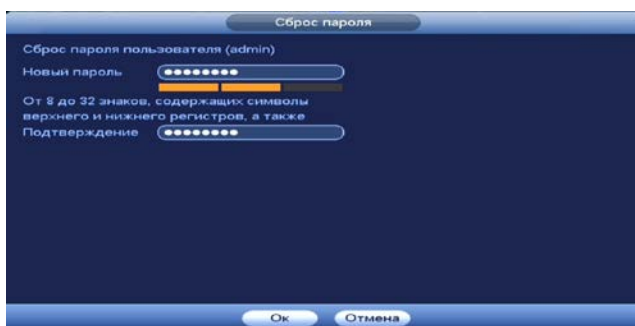 Сброс пароля
Сброс пароля пользователя (admin)
Новый пароль
От 8 до 32 знаков, содержащих символы
верхнего и нижнего регистров, а также
Подтверждение
Ок
Отмена